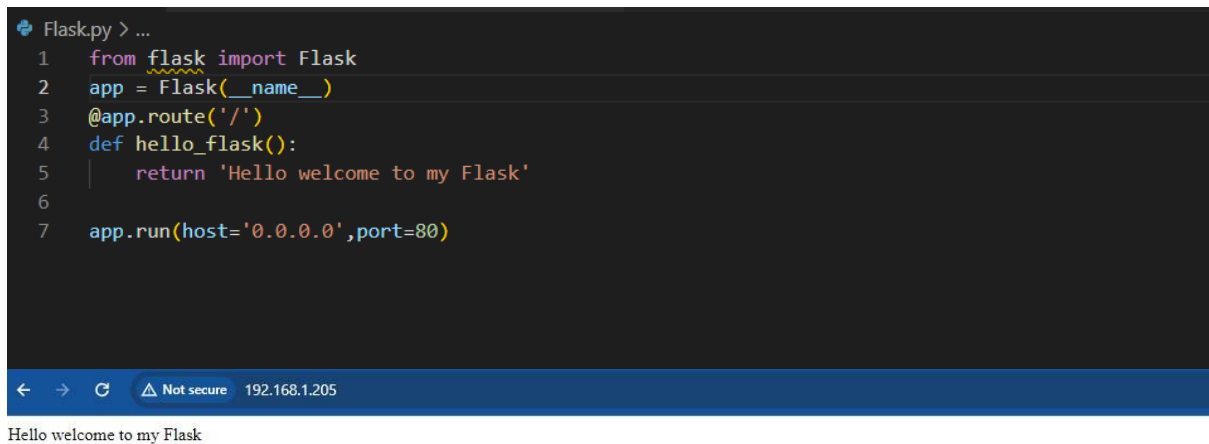 Flask.py > ...
1 from flask import Flask
2 app = Flask(__name__)
3 @app.route('/')
4 def hello_flask():
5     return 'Hello welcome to my Flask'
6
7 app.run(host='0.0.0.0',port=80)
Not secure 192.168.1.205
Hello welcome to my Flask